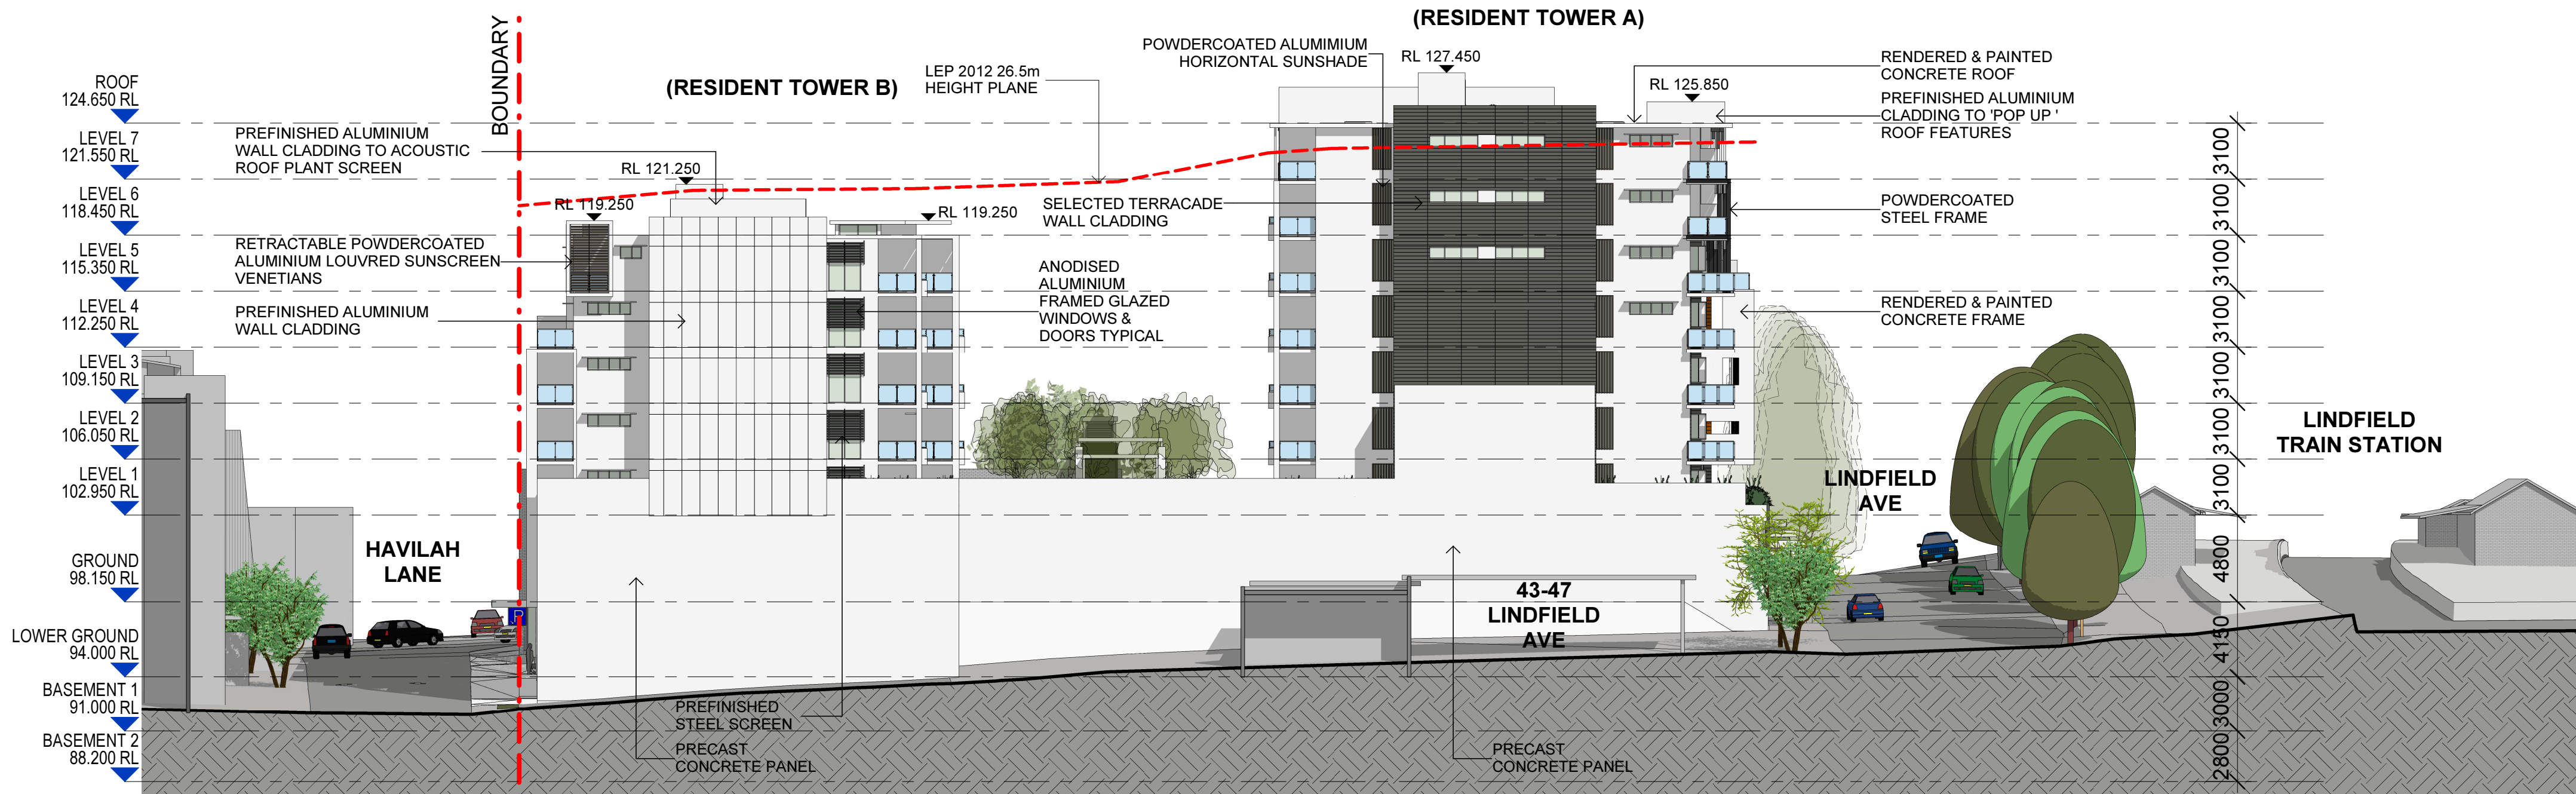 (RESIDENT TOWER A)
(RESIDENT TOWER B)
BOUNDARY
ROOF
124.650 RL
LEVEL 7
121.550 RL
LEVEL 6
118.450 RL
LEVEL 5
115.350 RL
LEVEL 4
112.250 RL
LEVEL 3
109.150 RL
LEVEL 2
106.050 RL
LEVEL 1
102.950 RL
GROUND
98.150 RL
LOWER GROUND
94.000 RL
BASEMENT 1
91.000 RL
BASEMENT 2
88.200 RL
PREFINISHED ALUMINIUM
WALL CLADDING TO ACOUSTIC
ROOF PLANT SCREEN
RETRACTABLE POWDERCOATED
ALUMINIUM LOUVRED SUNSCREEN
VENETIANS
PREFINISHED ALUMINIUM
WALL CLADDING
HAVILAH
LANE
P
RL 119.250
RL 121.250
RL 119.250
LEP 2012 26.5m
HEIGHT PLANE
POWDERCOATED ALUMIMIUM
HORIZONTAL SUNSHADE
SELECTED TERRACADE
WALL CLADDING
ANODISED
ALUMINIUM
FRAMED GLAZED
WINDOWS &
DOORS TYPICAL
PREFINISHED
STEEL SCREEN
PRECAST
CONCRETE PANEL
RL 127.450
RL 125.850
RENDERED & PAINTED
CONCRETE ROOF
PREFINISHED ALUMINIUM
CLADDING TO 'POP UP '
ROOF FEATURES
POWDERCOATED
STEEL FRAME
RENDERED & PAINTED
CONCRETE FRAME
43-47
LINDFIELD
AVE
PRECAST
CONCRETE PANEL
LINDFIELD
AVE
LINDFIELD
TRAIN STATION
3100
3100
3100
3100
3100
3100
3100
4800
4150
3000
2800